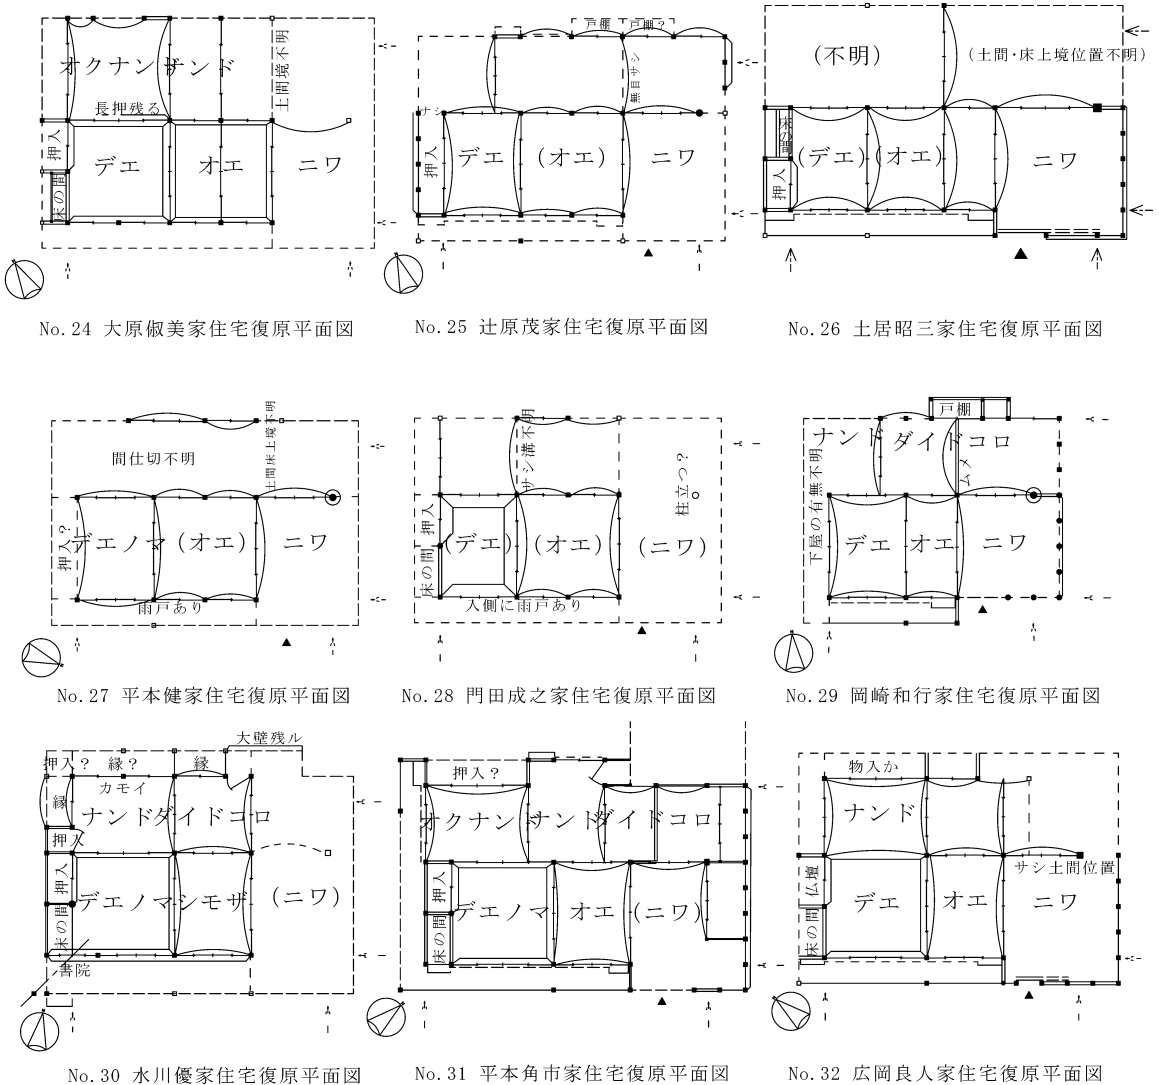 オクナンド
ナンド
土間境不明
長押残る
押入
デエ
オエ
ニワ
床の間
No.24 大原俶美家住宅復原平面図
戸棚
戸棚？
無目サシ
ナシ
押入
デエ
(オエ)
ニワ
No.25 辻原茂家住宅復原平面図
(不明)
(土間・床上境位置不明)
床の間
押入
(デエ)
(オエ)
ニワ
No.26 土居昭三家住宅復原平面図
間仕切不明
土間床上境不明
押入？
デエノマ
(オエ)
ニワ
雨戸あり
No.27 平本健家住宅復原平面図
サシ溝不明
柱立つ？
押入
床の間
(デエ)
(オエ)
(ニワ)
入側に雨戸あり
No.28 門田成之家住宅復原平面図
戸棚
ナンド
ダイドコロ
ムメ
下屋の有無不明
デエ
オエ
ニワ
No.29 岡崎和行家住宅復原平面図
大壁残ル
押入？
縁？
縁
カモイ
縁
ナンド
ダイドコロ
押入
押入
デエノマ
シモザ
(ニワ)
床の間
書院
No.30 水川優家住宅復原平面図
押入？
オクナンド
ナンド
ダイドコロ
押入
デエノマ
オエ
(ニワ)
床の間
No.31 平本角市家住宅復原平面図
物入か
ナンド
サシ土間位置
仏壇
デエ
オエ
ニワ
床の間
No.32 広岡良人家住宅復原平面図